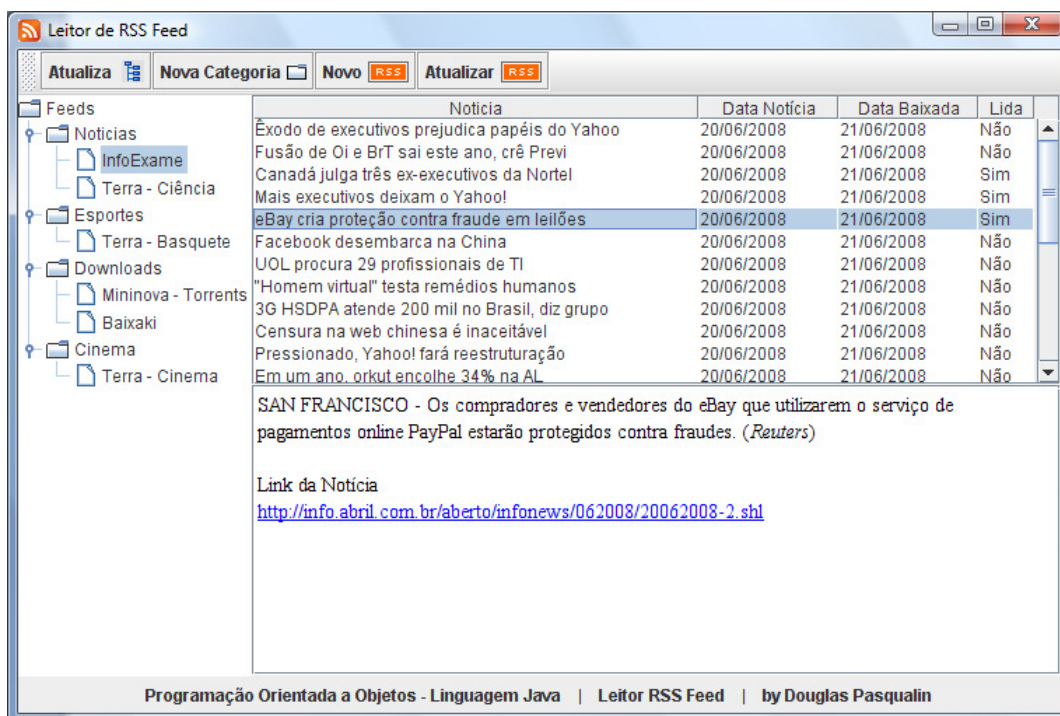 Leitor de RSS Feed
Atualiza Nova Categoria Novo RSS Atualizar RSS
Feeds
Noticias
InfoExame
Terra - Ciência
Esportes
Terra - Basquete
Downloads
Mininova - Torrents
Baixaki
Cinema
Terra - Cinema
Noticia Data Notícia Data Baixada Lida
Êxodo de executivos prejudica papéis do Yahoo 20/06/2008 21/06/2008 Não
Fusão de Oi e BrT sai este ano, crê Previ 20/06/2008 21/06/2008 Não
Canadá julga três ex-executivos da Nortel 20/06/2008 21/06/2008 Sim
Mais executivos deixam o Yahoo! 20/06/2008 21/06/2008 Sim
eBay cria proteção contra fraude em leilões 20/06/2008 21/06/2008 Sim
Facebook desembarca na China 20/06/2008 21/06/2008 Não
UOL procura 29 profissionais de TI 20/06/2008 21/06/2008 Não
"Homem virtual" testa remédios humanos 20/06/2008 21/06/2008 Não
3G HSDPA atende 200 mil no Brasil, diz grupo 20/06/2008 21/06/2008 Não
Censura na web chinesa é inaceitável 20/06/2008 21/06/2008 Não
Pressionado, Yahoo! fará reestruturação 20/06/2008 21/06/2008 Não
Em um ano, orkut encolhe 34% na AL 20/06/2008 21/06/2008 Não
SAN FRANCISCO - Os compradores e vendedores do eBay que utilizarem o serviço de
pagamentos online PayPal estarão protegidos contra fraudes. (Reuters)
Link da Notícia
http://info.abril.com.br/aberto/infonews/062008/20062008-2.shl
Programação Orientada a Objetos - Linguagem Java | Leitor RSS Feed | by Douglas Pasqualin